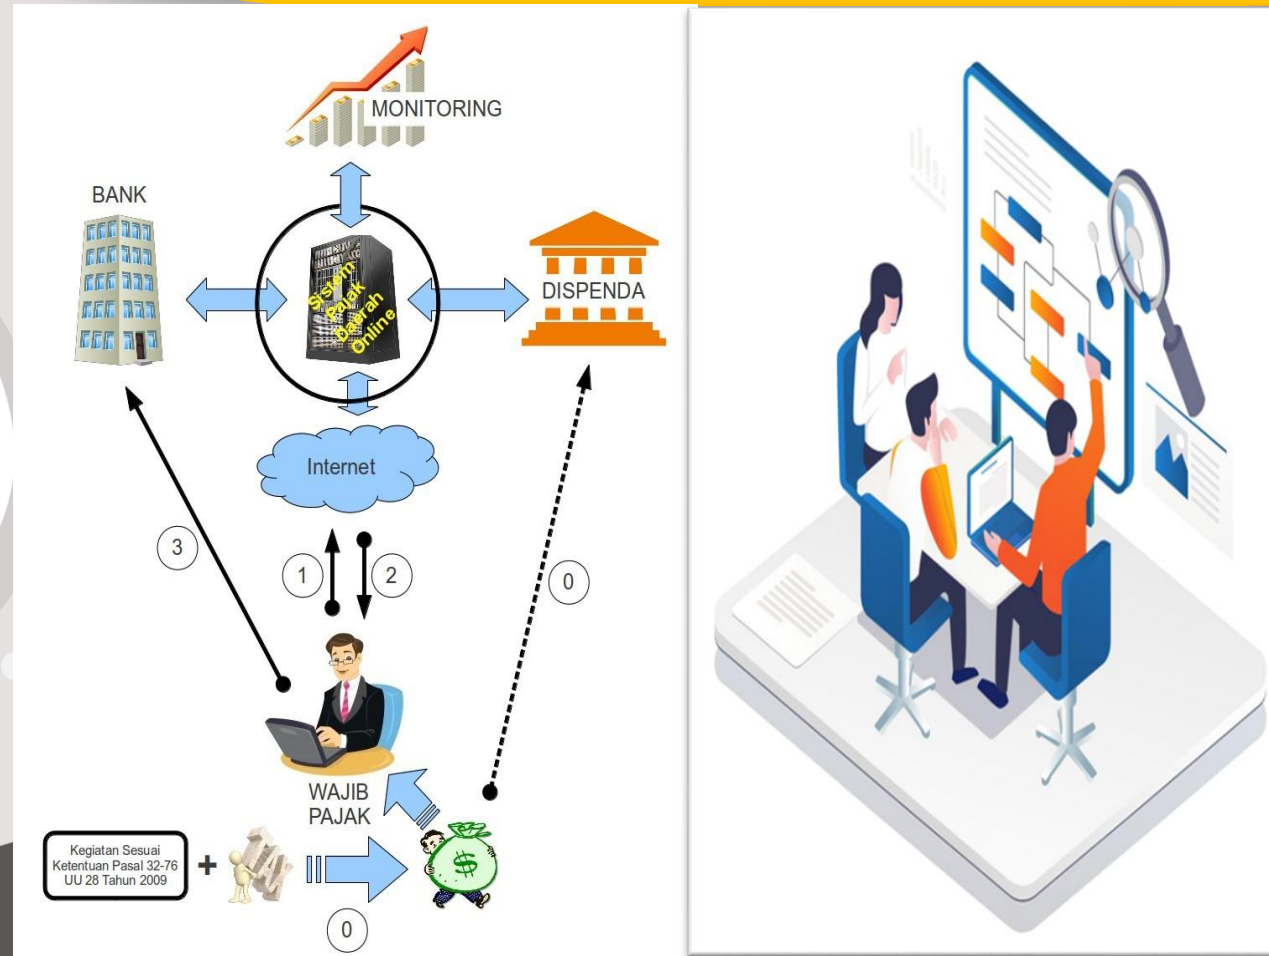 MONITORING
BANK
Sistem
Pajak
Daerah
Online
DISPENDA
Internet
3
1
2
0
WAJIB
PAJAK
Kegiatan Sesuai
Ketentuan Pasal 32-76
UU 28 Tahun 2009
+
TAX
$
0